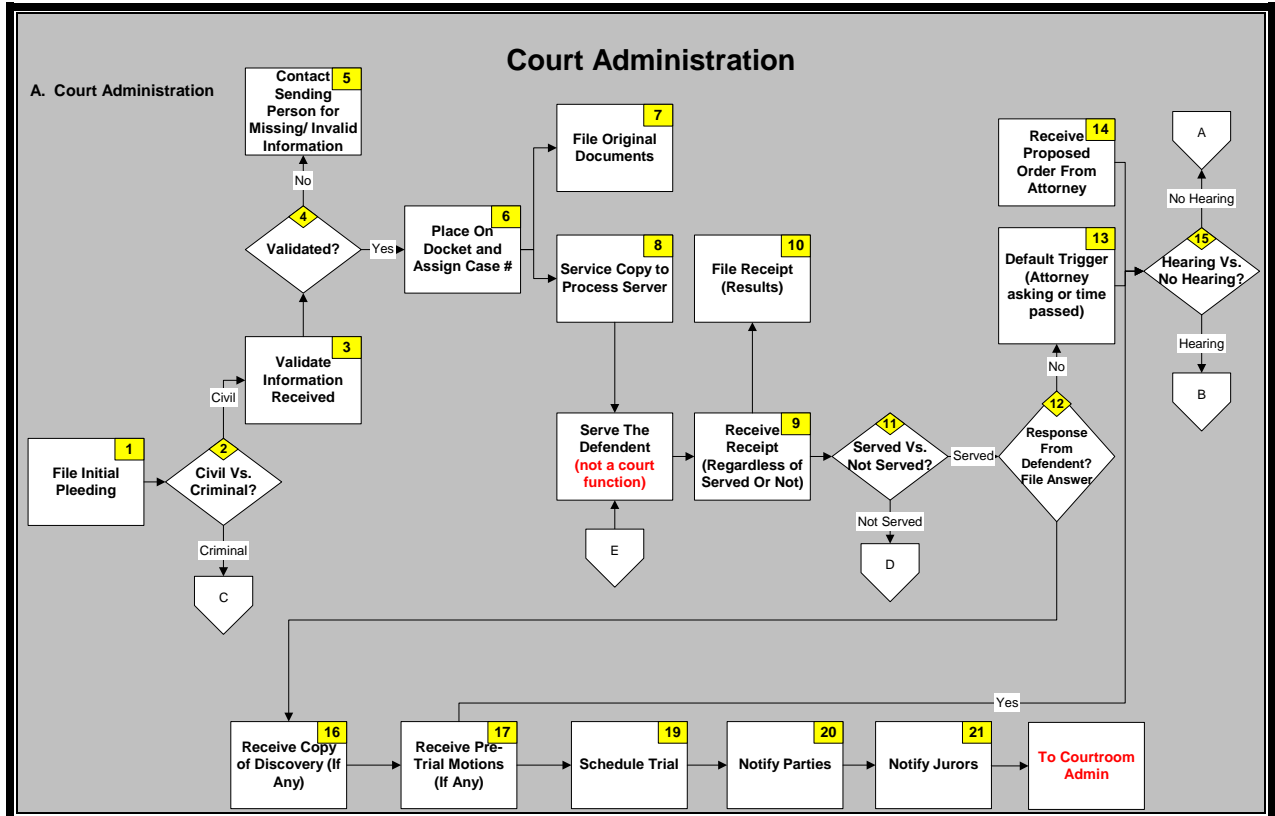 Court Administration
A. Court Administration
5
Contact
Sending
Person for
Missing/ Invalid
Information
No
4
Validated?
Yes
6
Place On
Docket and
Assign Case #
7
File Original
Documents
8
Service Copy to
Process Server
10
File Receipt
(Results)
14
Receive
Proposed
Order From
Attorney
13
Default Trigger
(Attorney
asking or time
passed)
A
No Hearing
15
Hearing Vs.
No Hearing?
Hearing
B
3
Validate
Information
Received
Civil
1
File Initial
Pleeding
2
Civil Vs.
Criminal?
Criminal
C
Serve The
Defendent
(not a court
function)
E
9
Receive
Receipt
(Regardless of
Served Or Not)
11
Served Vs.
Not Served?
Served
Not Served
D
No
12
Response
From
Defendent?
File Answer
Yes
16
Receive Copy
of Discovery (If
Any)
17
Receive Pre-
Trial Motions
(If Any)
19
Schedule Trial
20
Notify Parties
21
Notify Jurors
To Courtroom
Admin